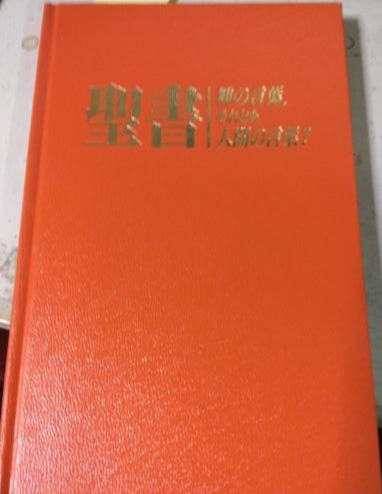 聖書
神の言葉,
それとも
人間の言葉?